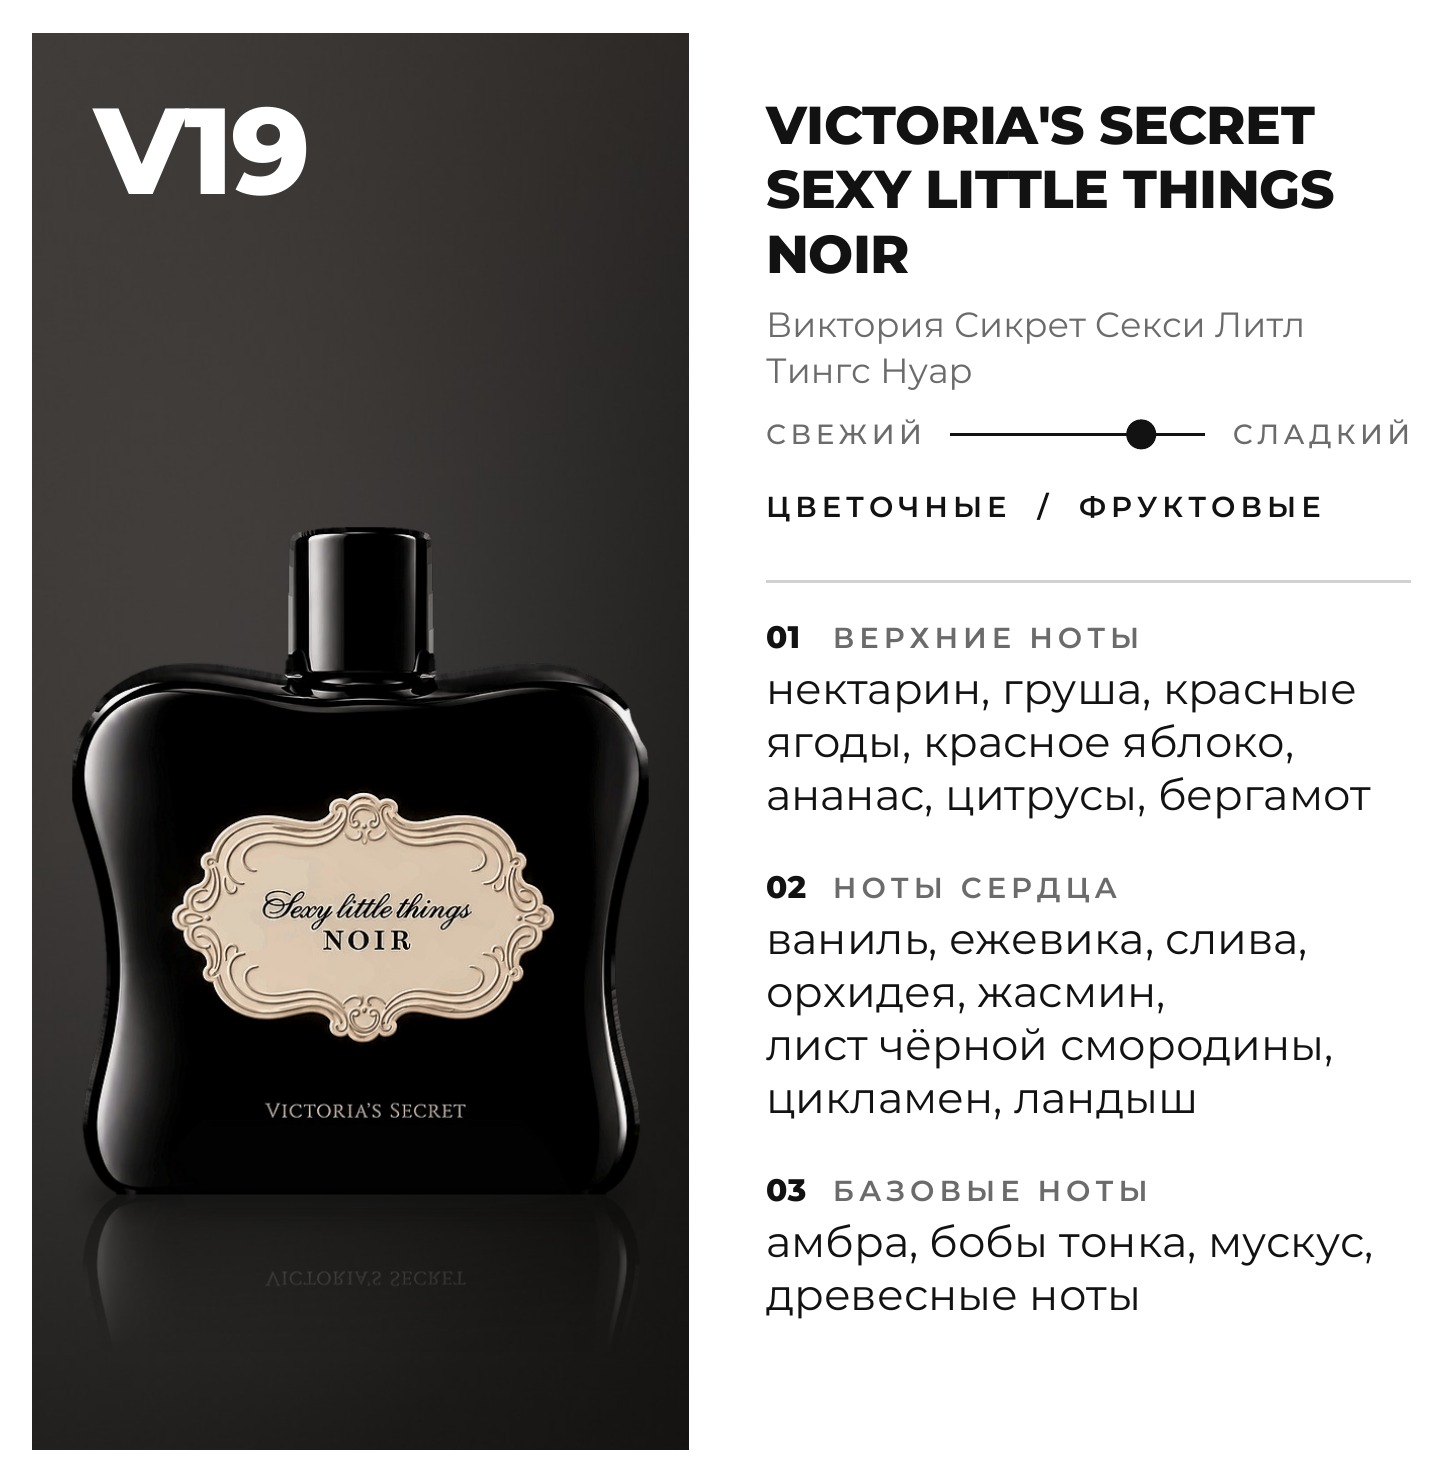 V19
VICTORIA'S SECRET
SEXY LITTLE THINGS
NOIR
Виктория Сикрет Секси Литл
Тингс Нуар
СВЕЖИЙ СЛАДКИЙ
ЦВЕТОЧНЫЕ / ФРУКТОВЫЕ
01 ВЕРХНИЕ НОТЫ
нектарин, груша, красные
ягоды, красное яблоко,
ананас, цитрусы, бергамот
02 НОТЫ СЕРДЦА
ваниль, ежевика, слива,
орхидея, жасмин,
лист чёрной смородины,
цикламен, ландыш
03 БАЗОВЫЕ НОТЫ
амбра, бобы тонка, мускус,
древесные ноты
Sexy little things
NOIR
VICTORIA'S SECRET
VICTORIA'S SECRET